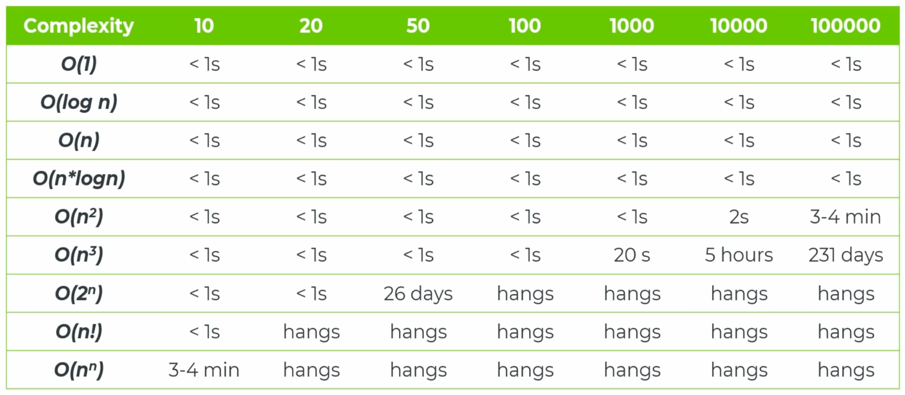 Complexity 10 20 50 100 1000 10000 100000
O(1) < 1s < 1s < 1s < 1s < 1s < 1s < 1s
O(log n) < 1s < 1s < 1s < 1s < 1s < 1s < 1s
O(n) < 1s < 1s < 1s < 1s < 1s < 1s < 1s
O(n*logn) < 1s < 1s < 1s < 1s < 1s < 1s < 1s
O(n²) < 1s < 1s < 1s < 1s < 1s 2s 3-4 min
O(n³) < 1s < 1s < 1s < 1s 20 s 5 hours 231 days
O(2ⁿ) < 1s < 1s 26 days hangs hangs hangs hangs
O(n!) < 1s hangs hangs hangs hangs hangs hangs
O(nⁿ) 3-4 min hangs hangs hangs hangs hangs hangs